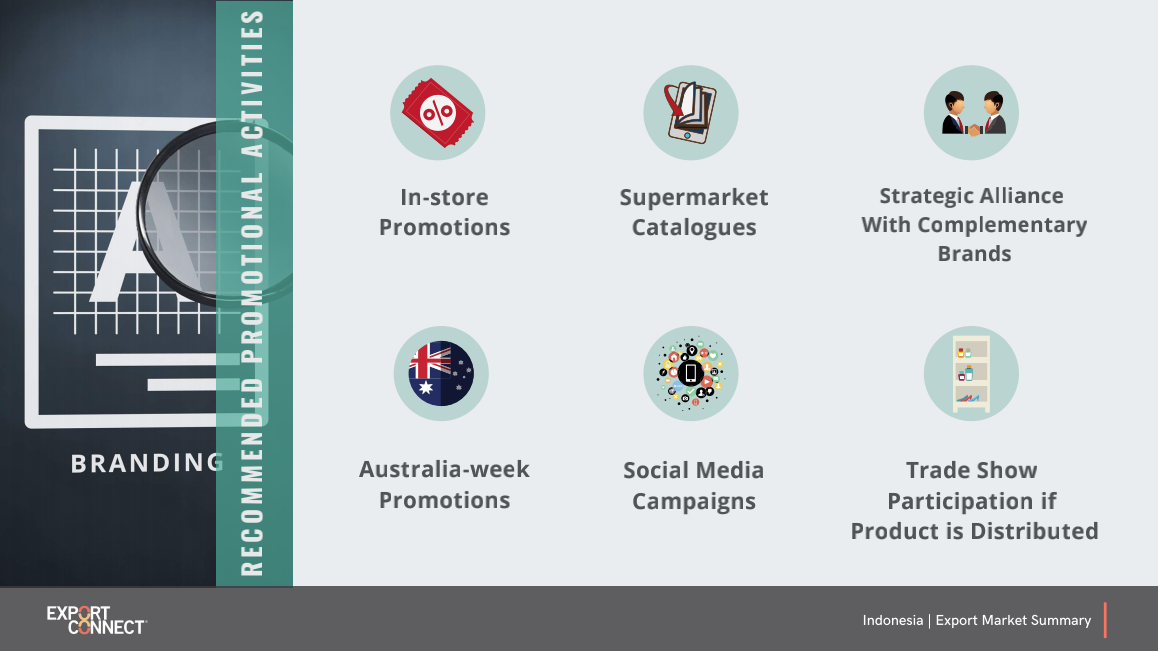 RECOMMENDED PROMOTIONAL ACTIVITIES
A
BRANDING
%
In-store
Promotions
Supermarket
Catalogues
Strategic Alliance
With Complementary
Brands
Australia-week
Promotions
Social Media
Campaigns
Trade Show
Participation if
Product is Distributed
EXPORT
CONNECT
Indonesia | Export Market Summary